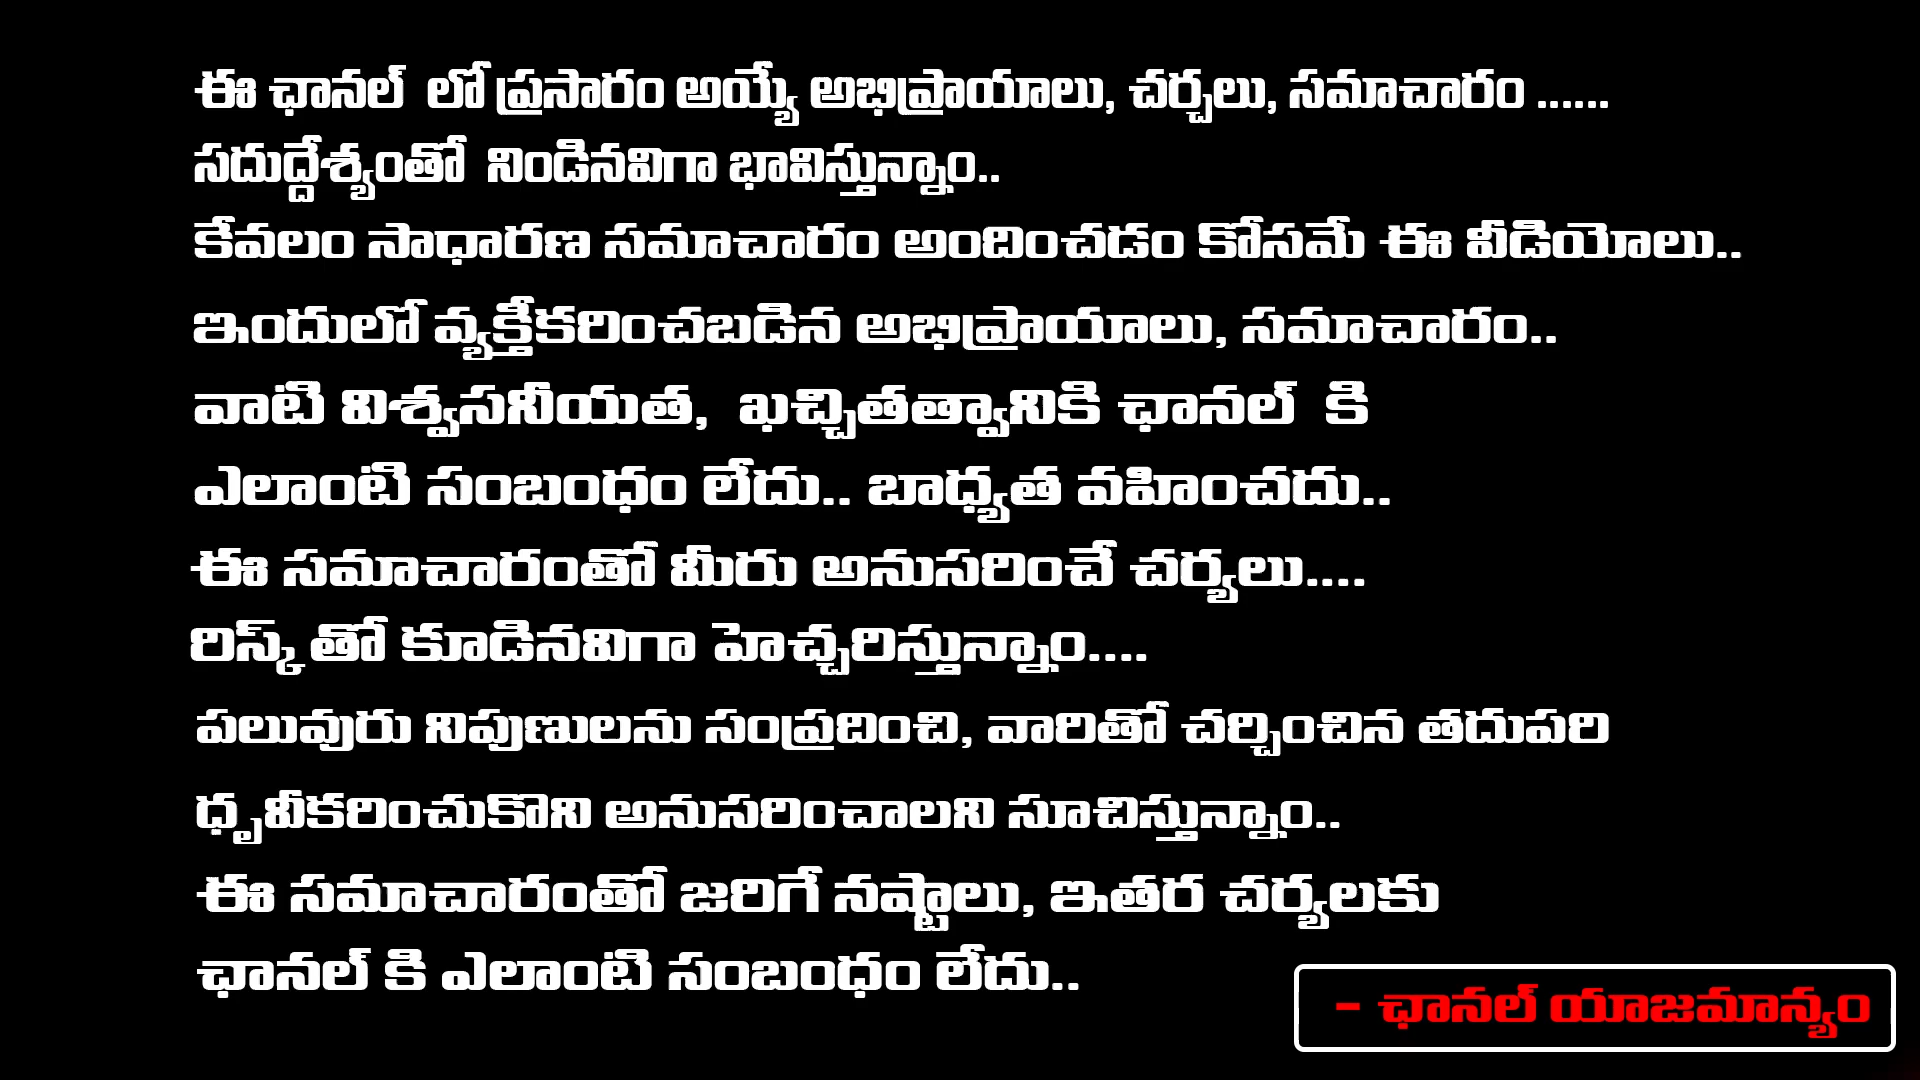 ఈ ఛానల్ లో ప్రసారం అయ్యే అభిప్రాయాలు, చర్చలు, సమాచారం ......
సదుద్దేశ్యంతో నిండినవిగా భావిస్తున్నాం..
కేవలం సాధారణ సమాచారం అందించడం కోసమే ఈ వీడియోలు..
ఇందులో వ్యక్తీకరించబడిన అభిప్రాయాలు, సమాచారం..
వాటి విశ్వసనీయత, ఖచ్చితత్వానికి ఛానల్ కి
ఎలాంటి సంబంధం లేదు.. బాధ్యత వహించదు..
ఈ సమాచారంతో మీరు అనుసరించే చర్యలు....
రిస్క్ తో కూడినవిగా హెచ్చరిస్తున్నాం....
పలువురు నిపుణులను సంప్రదించి, వారితో చర్చించిన తదుపరి
ధృవీకరించుకొని అనుసరించాలని సూచిస్తున్నాం..
ఈ సమాచారంతో జరిగే నష్టాలు, ఇతర చర్యలకు
ఛానల్ కి ఎలాంటి సంబంధం లేదు..
- ఛానల్ యాజమాన్యం